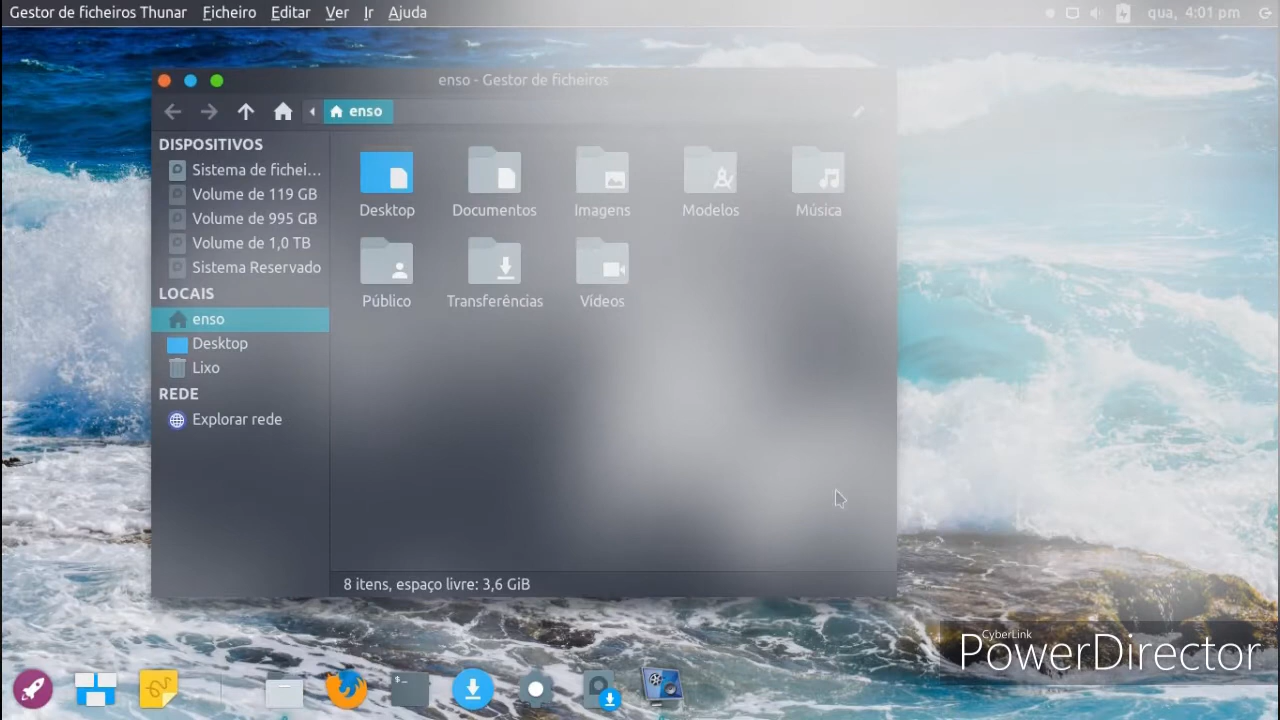 Gestor de ficheiros Thunar Ficheiro Editar Ver Ir Ajuda
qua, 4:01 pm
enso - Gestor de ficheiros
enso
DISPOSITIVOS
Sistema de fichei...
Volume de 119 GB
Volume de 995 GB
Volume de 1,0 TB
Sistema Reservado
LOCAIS
enso
Desktop
Lixo
REDE
Explorar rede
Desktop Documentos Imagens Modelos Música
Público Transferências Vídeos
8 itens, espaço livre: 3,6 GiB
CyberLink
PowerDirector